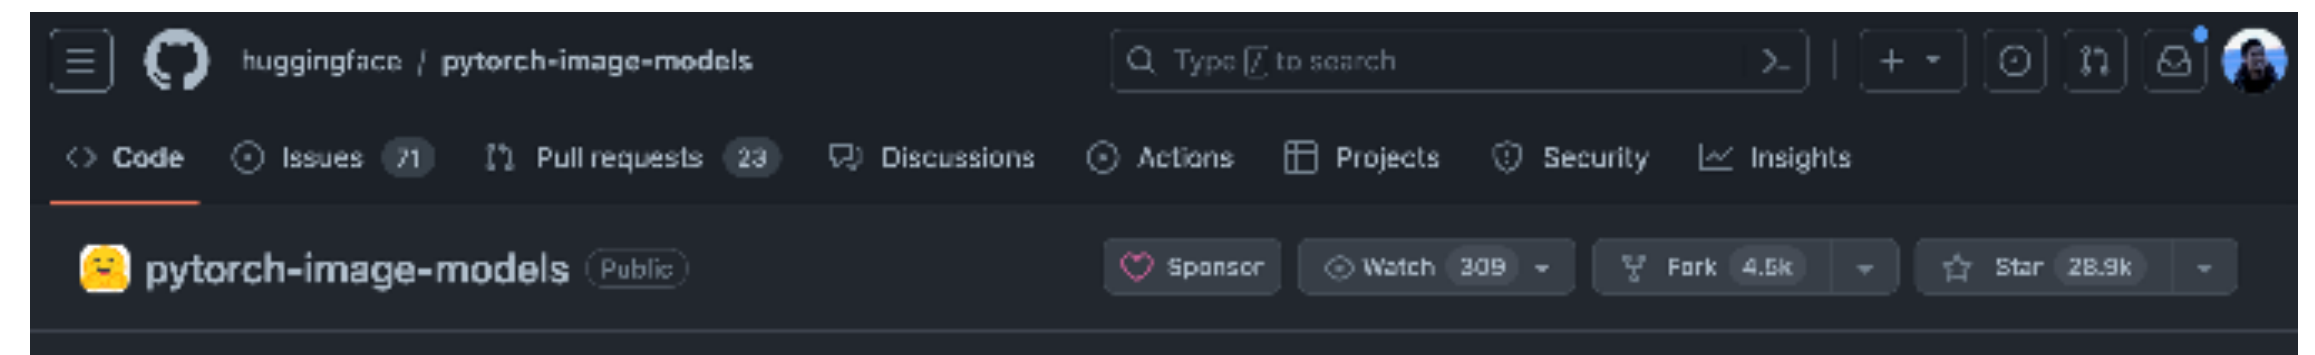 huggingface / pytorch-image-models Type / to search
Code Issues 71 Pull requests 23 Discussions Actions Projects Security Insights
pytorch-image-models Public Sponsor Watch 309 Fork 4.5k Star 28.9k